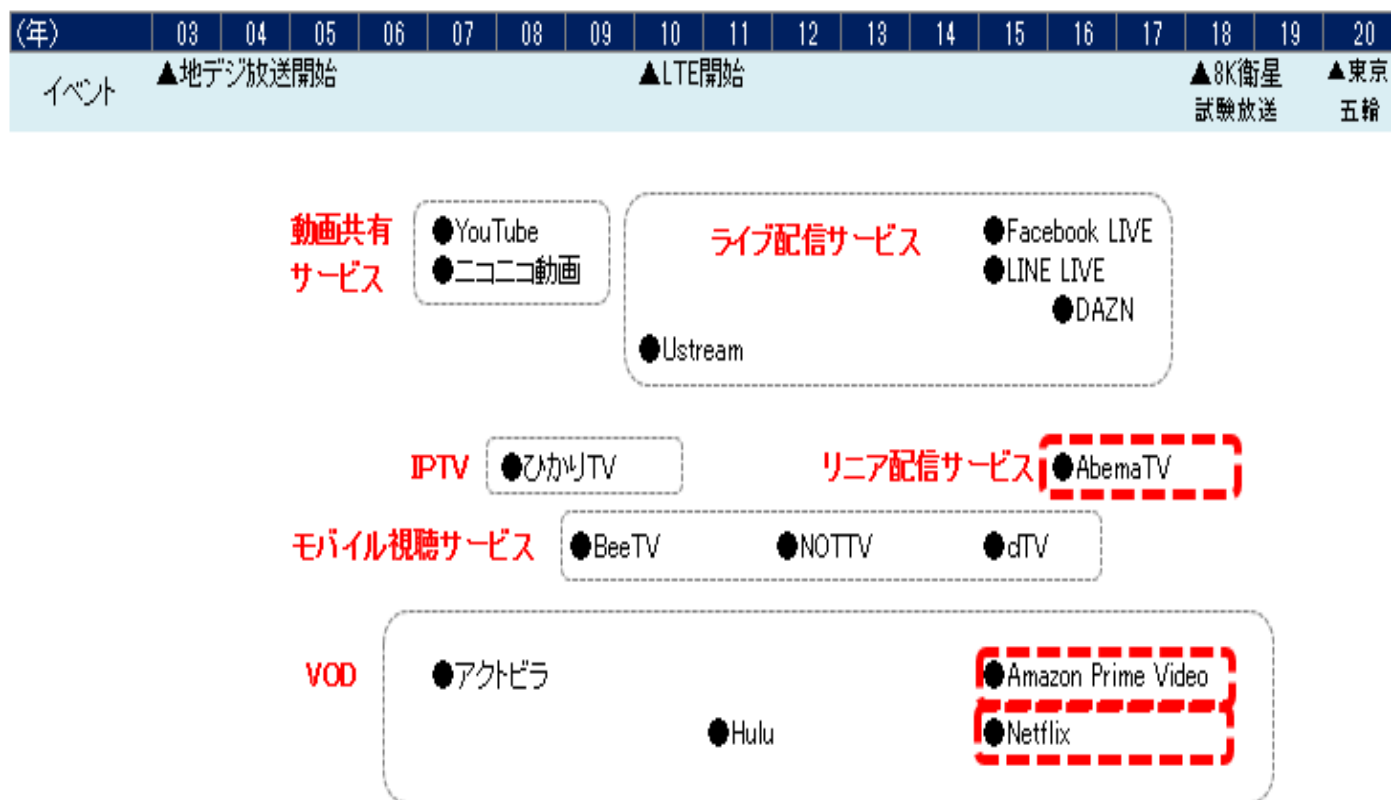 (年) 03 04 05 06 07 08 09 10 11 12 13 14 15 16 17 18 19 20
イベント ▲地デジ放送開始 ▲LTE開始 ▲8K衛星 ▲東京
試験放送 五輪
動画共有 ●YouTube ライブ配信サービス ●Facebook LIVE
サービス ●ニコニコ動画 ●LINE LIVE
●DAZN
●Ustream
IPTV ●ひかりTV リニア配信サービス ●AbemaTV
モバイル視聴サービス ●BeeTV ●NOTTV ●dTV
VOD ●アクトビラ ●Amazon Prime Video
●Hulu ●Netflix